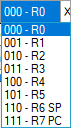 000 - R0 X
000 - R0
001 - R1
010 - R2
011 - R3
100 - R4
101 - R5
110 - R6 SP
111 - R7 PC